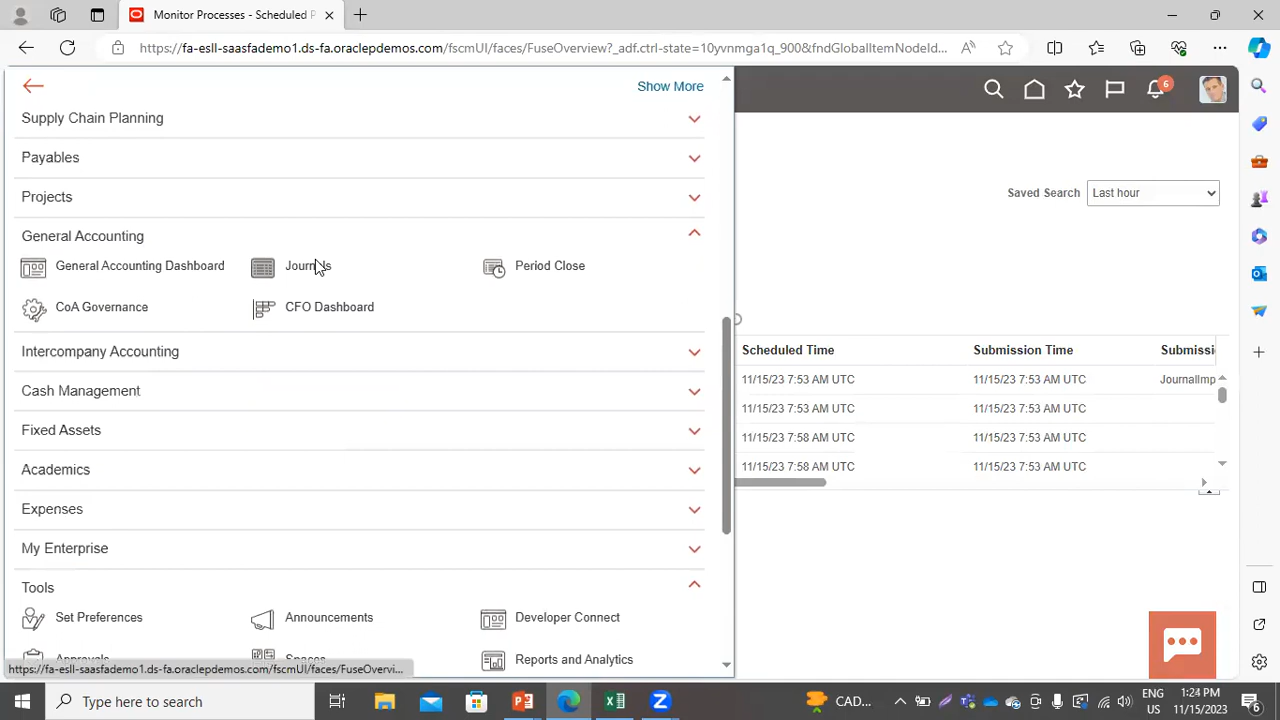 Monitor Processes - Scheduled P
https://fa-esll-saasfademo1.ds-fa.oraclepdemos.com/fscmUI/faces/FuseOverview?_adf.ctrl-state=10yvnmga1q_900&fndGlobalItemNodeId...
Show More
6
Supply Chain Planning
Payables
Projects
Saved Search Last hour
General Accounting
General Accounting Dashboard Journals Period Close
CoA Governance CFO Dashboard
Intercompany Accounting
Scheduled Time Submission Time Submissi
11/15/23 7:53 AM UTC 11/15/23 7:53 AM UTC JournalImp
Cash Management
11/15/23 7:53 AM UTC 11/15/23 7:53 AM UTC
Fixed Assets
11/15/23 7:58 AM UTC 11/15/23 7:53 AM UTC
Academics
11/15/23 7:58 AM UTC 11/15/23 7:53 AM UTC
Expenses
My Enterprise
Tools
Set Preferences Announcements Developer Connect
Approvals Spaces Reports and Analytics
https://fa-esll-saasfademo1.ds-fa.oraclepdemos.com/fscmUI/faces/FuseOvervi...
Type here to search
CAD...
ENG
US
1:24 PM
11/15/2023
6